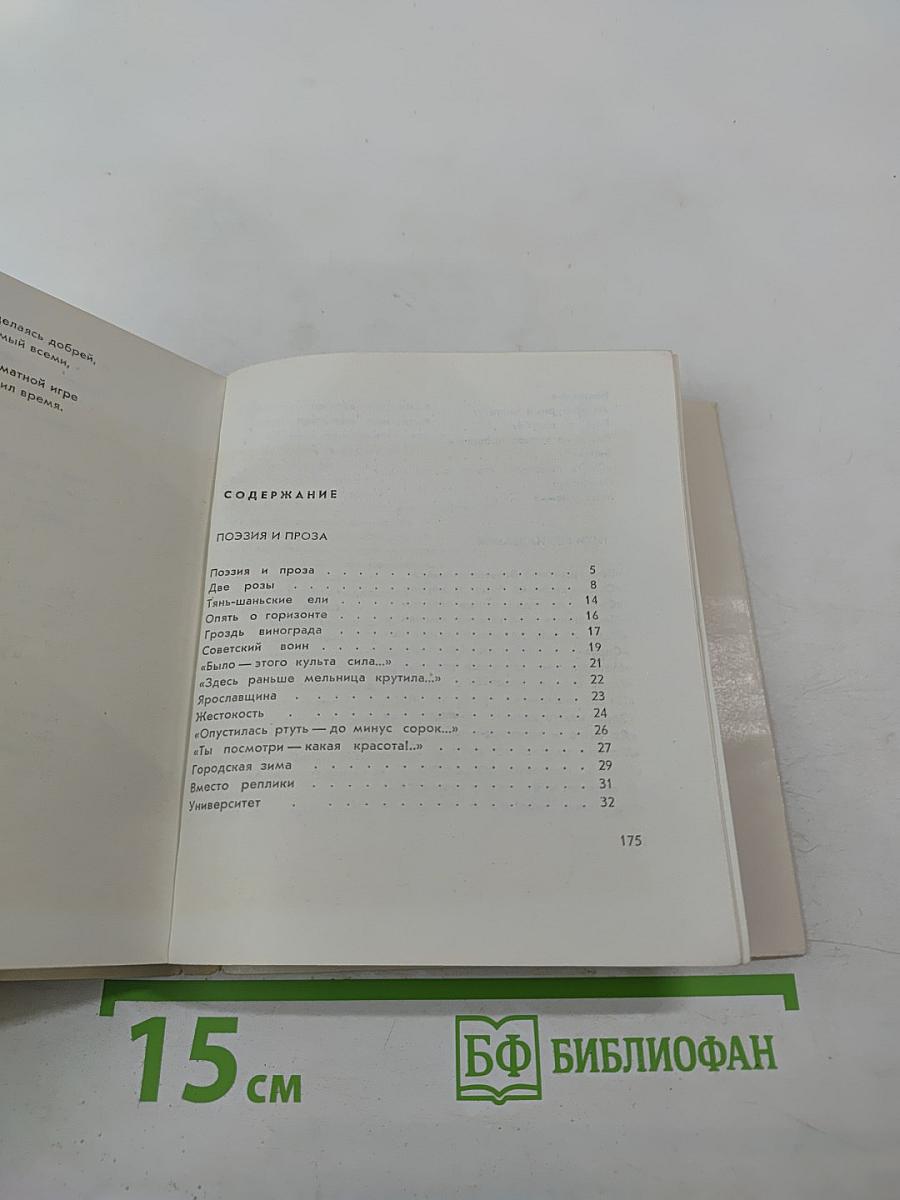 делаясь добрей,
мый всеми,
матной игре
ил время.
СОДЕРЖАНИЕ
ПОЭЗИЯ И ПРОЗА
Поэзия и проза . . . . . . . . . . . . . . . . 5
Две розы . . . . . . . . . . . . . . . . . 8
Тянь-шаньские ели . . . . . . . . . . . . . . . 14
Опять о горизонте . . . . . . . . . . . . . . . 16
Гроздь винограда . . . . . . . . . . . . . . . 17
Советский воин . . . . . . . . . . . . . . . . 19
«Было — этого культа сила...» . . . . . . . . . . . 21
«Здесь раньше мельница крутила...» . . . . . . . . 22
Ярославщина . . . . . . . . . . . . . . . . . 23
Жестокость . . . . . . . . . . . . . . . . . 24
«Опустилась ртуть — до минус сорок...» . . . . . . . 26
«Ты посмотри — какая красота!..» . . . . . . . . . 27
Городская зима . . . . . . . . . . . . . . . . 29
Вместо реплики . . . . . . . . . . . . . . . . 31
Университет . . . . . . . . . . . . . . . . . 32
175
15 см
БФ БИБЛИОФАН